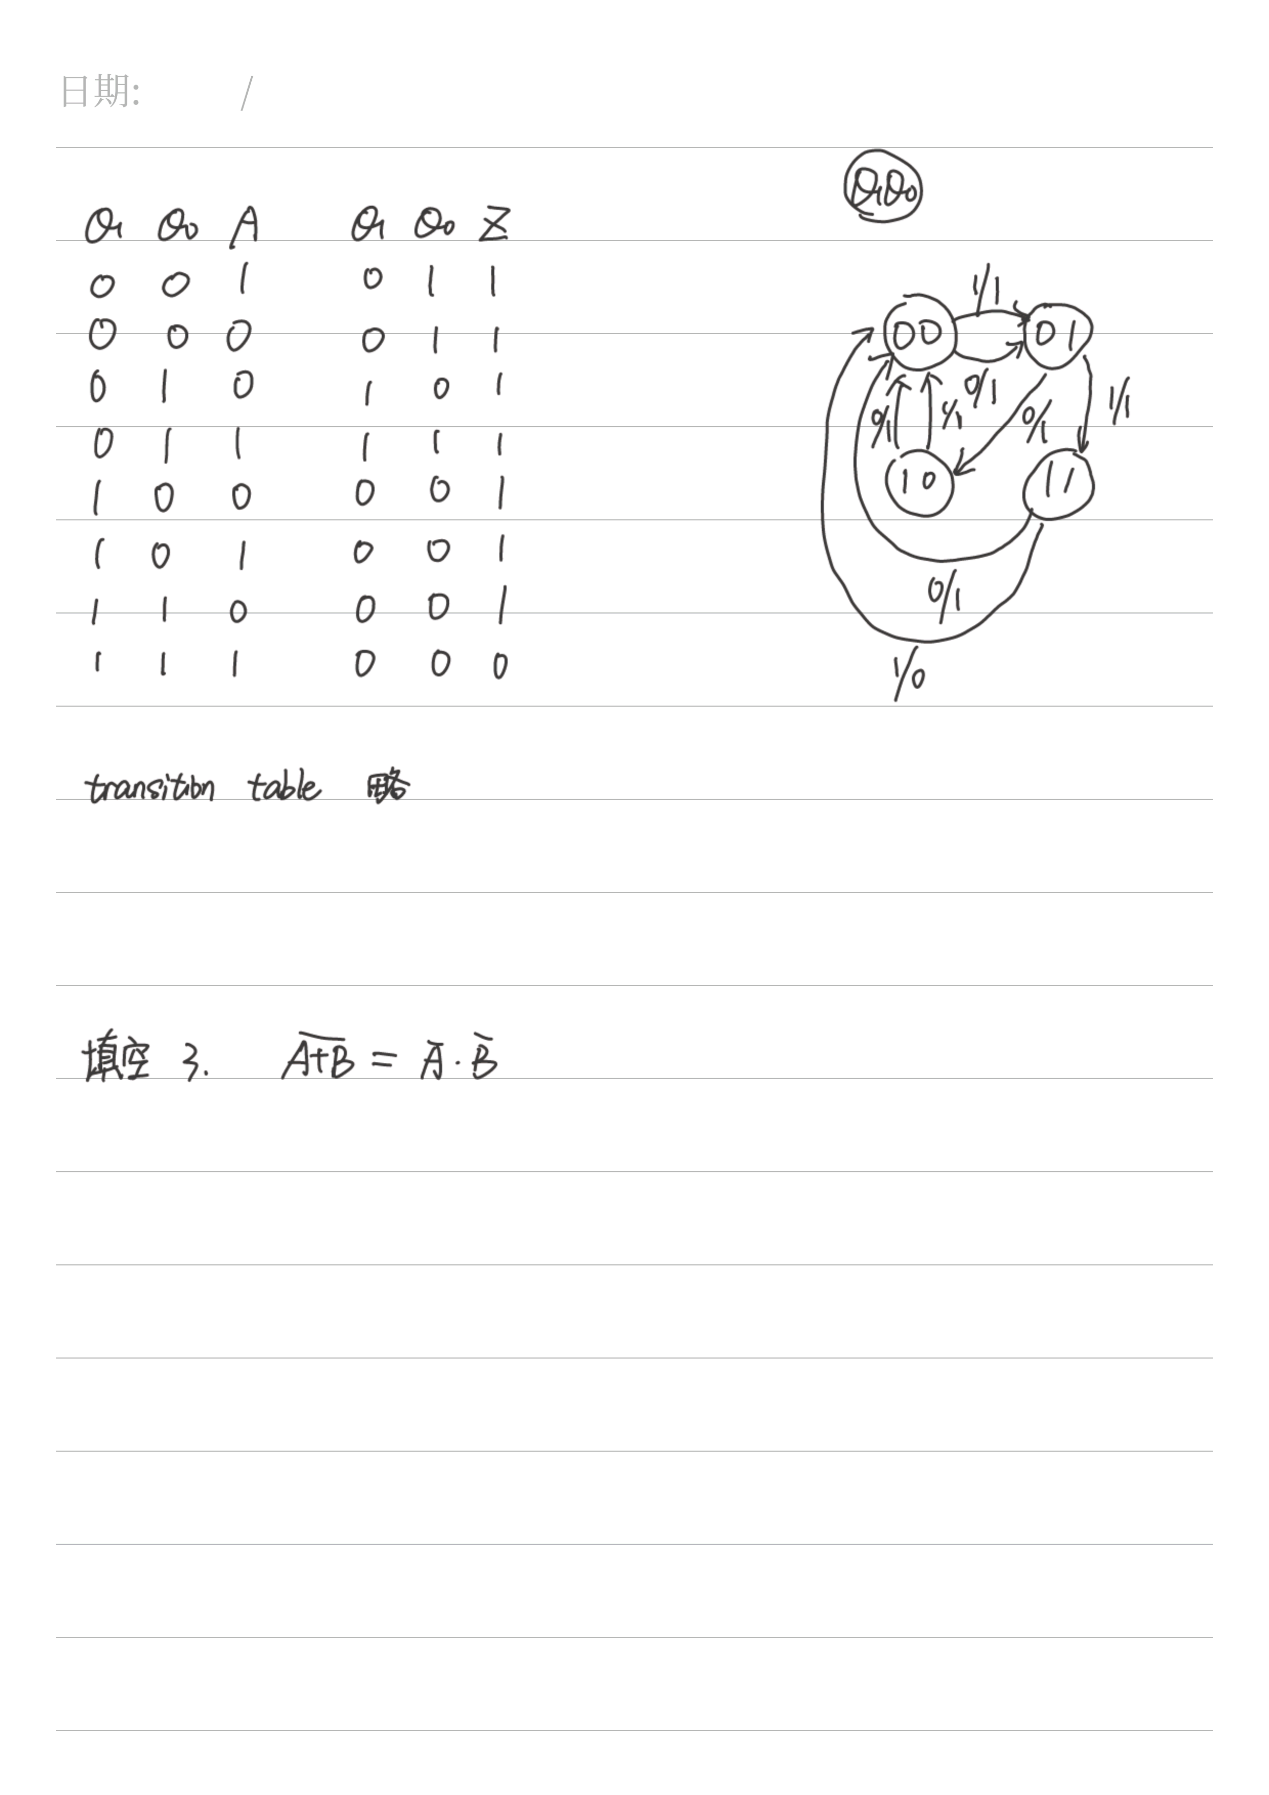 日期: /
Q₁Q₀
Q₁ Q₀ A Q₁ Q₀ Z
0 0 1 0 1 1
0 0 0 0 1 1
0 1 0 1 0 1
0 1 1 1 1 1
1 0 0 0 0 1
1 0 1 0 0 1
1 1 0 0 0 1
1 1 1 0 0 0
1/1
00 01
0/1
0/1 1/1 0/1 1/1
10 11
0/1
1/0
transition table 略
填空 3. \overline{A+B} = \overline{A} · \overline{B}